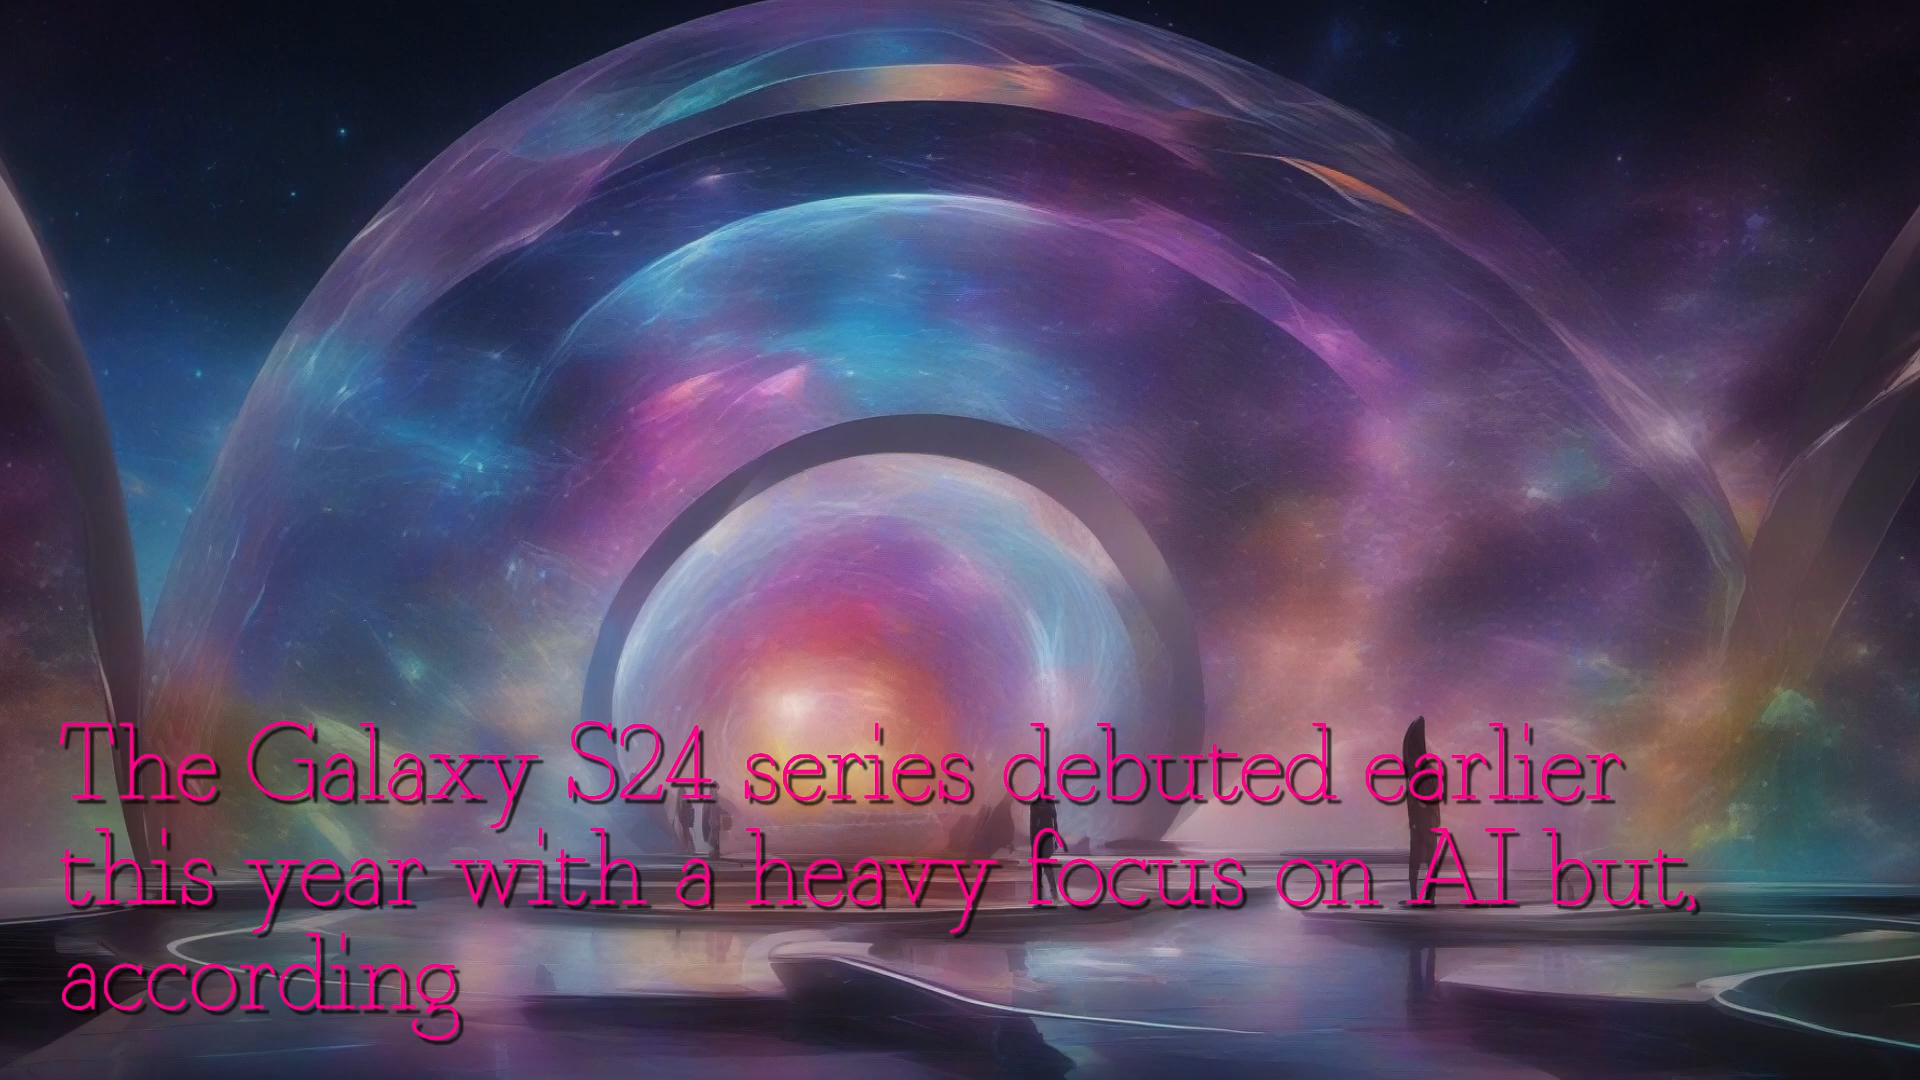 The Galaxy S24 series debuted earlier
this year with a heavy focus on AI but,
according